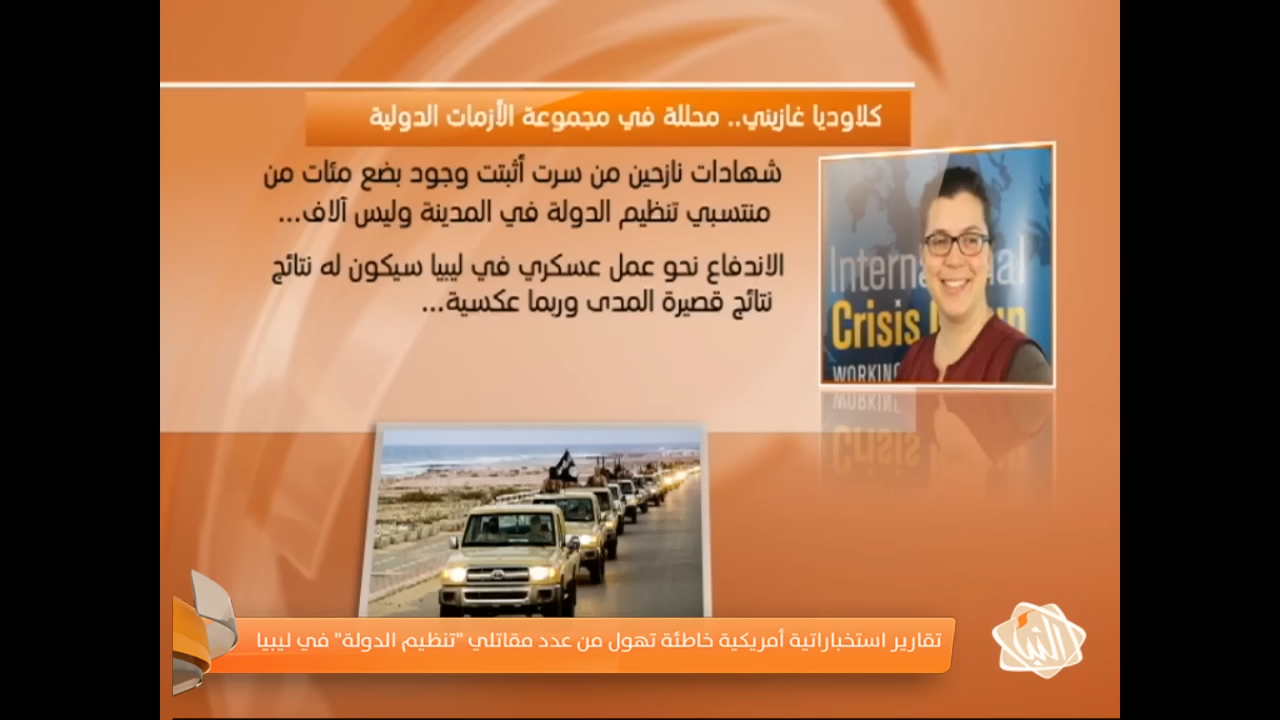 كلاوديا غازيني.. محللة في مجموعة الأزمات الدولية
شهادات نازحين من سرت أثبتت وجود بضع مئات من
منتسبي تنظيم الدولة في المدينة وليس آلاف...
الاندفاع نحو عمل عسكري في ليبيا سيكون له نتائج
نتائج قصيرة المدى وربما عكسية...
International
Crisis Group
WORKING
تقارير استخباراتية أمريكية خاطئة تهول من عدد مقاتلي "تنظيم الدولة" في ليبيا
النبأ